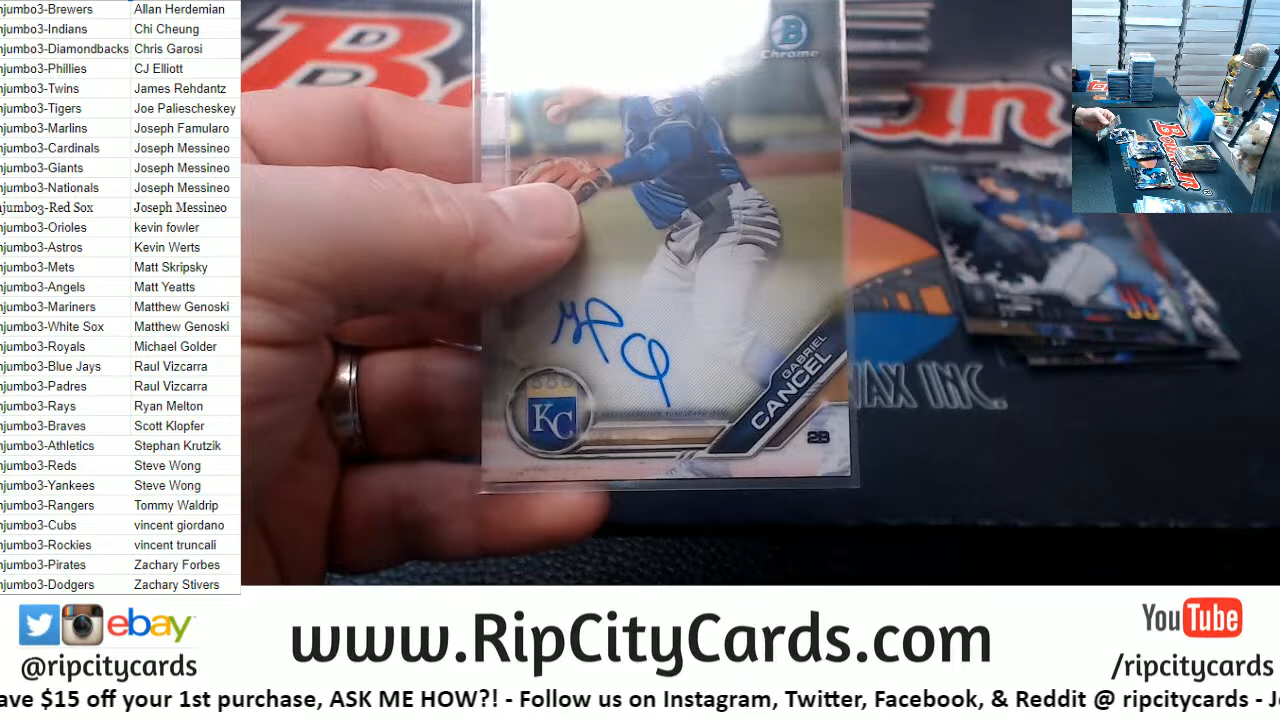 njumbo3-Brewers Allan Herdemian
njumbo3-Indians Chi Cheung
njumbo3-Diamondbacks Chris Garosi
njumbo3-Phillies CJ Elliott
njumbo3-Twins James Rehdantz
njumbo3-Tigers Joe Paliescheskey
njumbo3-Marlins Joseph Famularo
njumbo3-Cardinals Joseph Messineo
njumbo3-Giants Joseph Messineo
njumbo3-Nationals Joseph Messineo
njumbo3-Red Sox Joseph Messineo
njumbo3-Orioles kevin fowler
njumbo3-Astros Kevin Werts
njumbo3-Mets Matt Skripsky
njumbo3-Angels Matt Yeatts
njumbo3-Mariners Matthew Genoski
njumbo3-White Sox Matthew Genoski
njumbo3-Royals Michael Golder
njumbo3-Blue Jays Raul Vizcarra
njumbo3-Padres Raul Vizcarra
njumbo3-Rays Ryan Melton
njumbo3-Braves Scott Klopfer
njumbo3-Athletics Stephan Krutzik
njumbo3-Reds Steve Wong
njumbo3-Yankees Steve Wong
njumbo3-Rangers Tommy Waldrip
njumbo3-Cubs vincent giordano
njumbo3-Rockies vincent truncali
njumbo3-Pirates Zachary Forbes
njumbo3-Dodgers Zachary Stivers
B
Chrome
KC
GABRIEL
CANCEL
2B
INC.
Bowman
ebay
@ripcitycards
www.RipCityCards.com
YouTube
/ripcitycards
ave $15 off your 1st purchase, ASK ME HOW?! - Follow us on Instagram, Twitter, Facebook, & Reddit @ ripcitycards - J